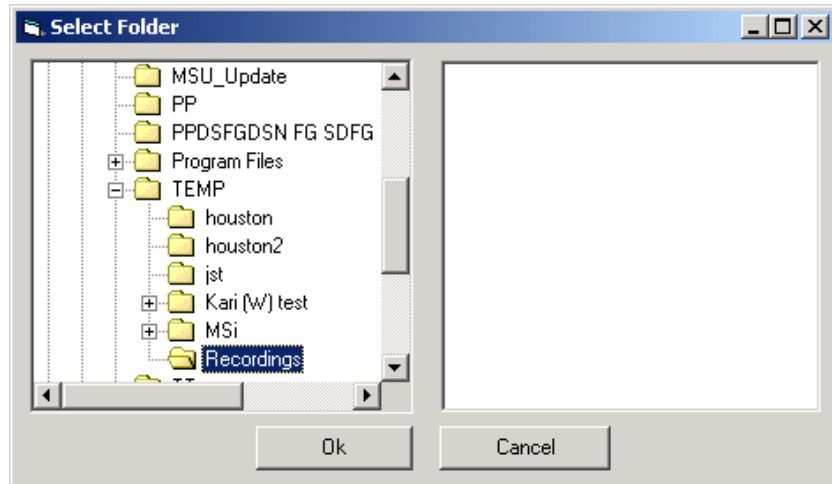 Select Folder
MSU_Update
PP
PPDSFGDSN FG SDFG
Program Files
TEMP
houston
houston2
jst
Kari (W) test
MSi
Recordings
Ok
Cancel